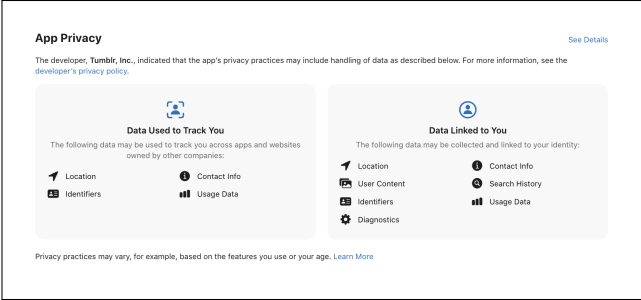 App Privacy
See Details
The developer, Tumblr, Inc., indicated that the app's privacy practices may include handling of data as described below. For more information, see the
developer's privacy policy.
Data Used to Track You
The following data may be used to track you across apps and websites
owned by other companies:
Location
Contact Info
Identifiers
Usage Data
Data Linked to You
The following data may be collected and linked to your identity:
Location
Contact Info
User Content
Search History
Identifiers
Usage Data
Diagnostics
Privacy practices may vary, for example, based on the features you use or your age. Learn More